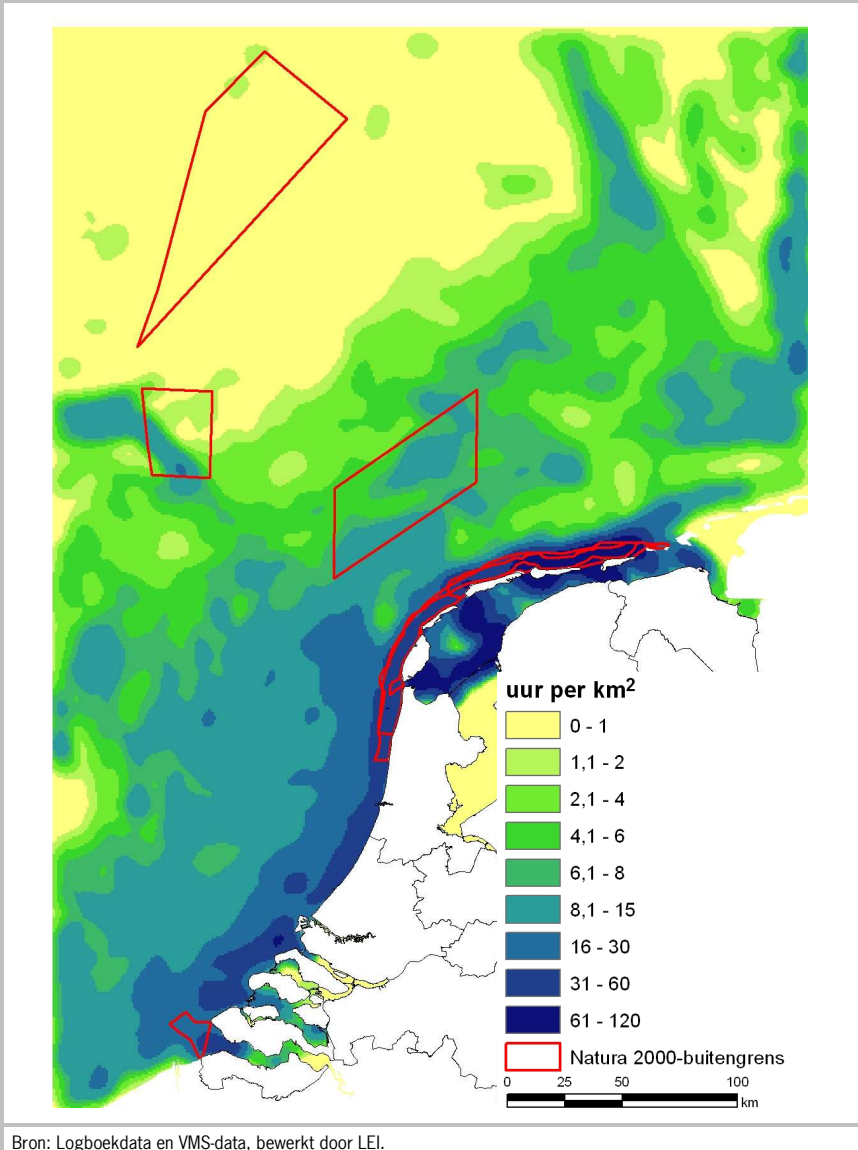 uur per km²
0 - 1
1,1 - 2
2,1 - 4
4,1 - 6
6,1 - 8
8,1 - 15
16 - 30
31 - 60
61 - 120
Natura 2000-buitengrens
0 25 50 100
km
Bron: Logboekdata en VMS-data, bewerkt door LEI.